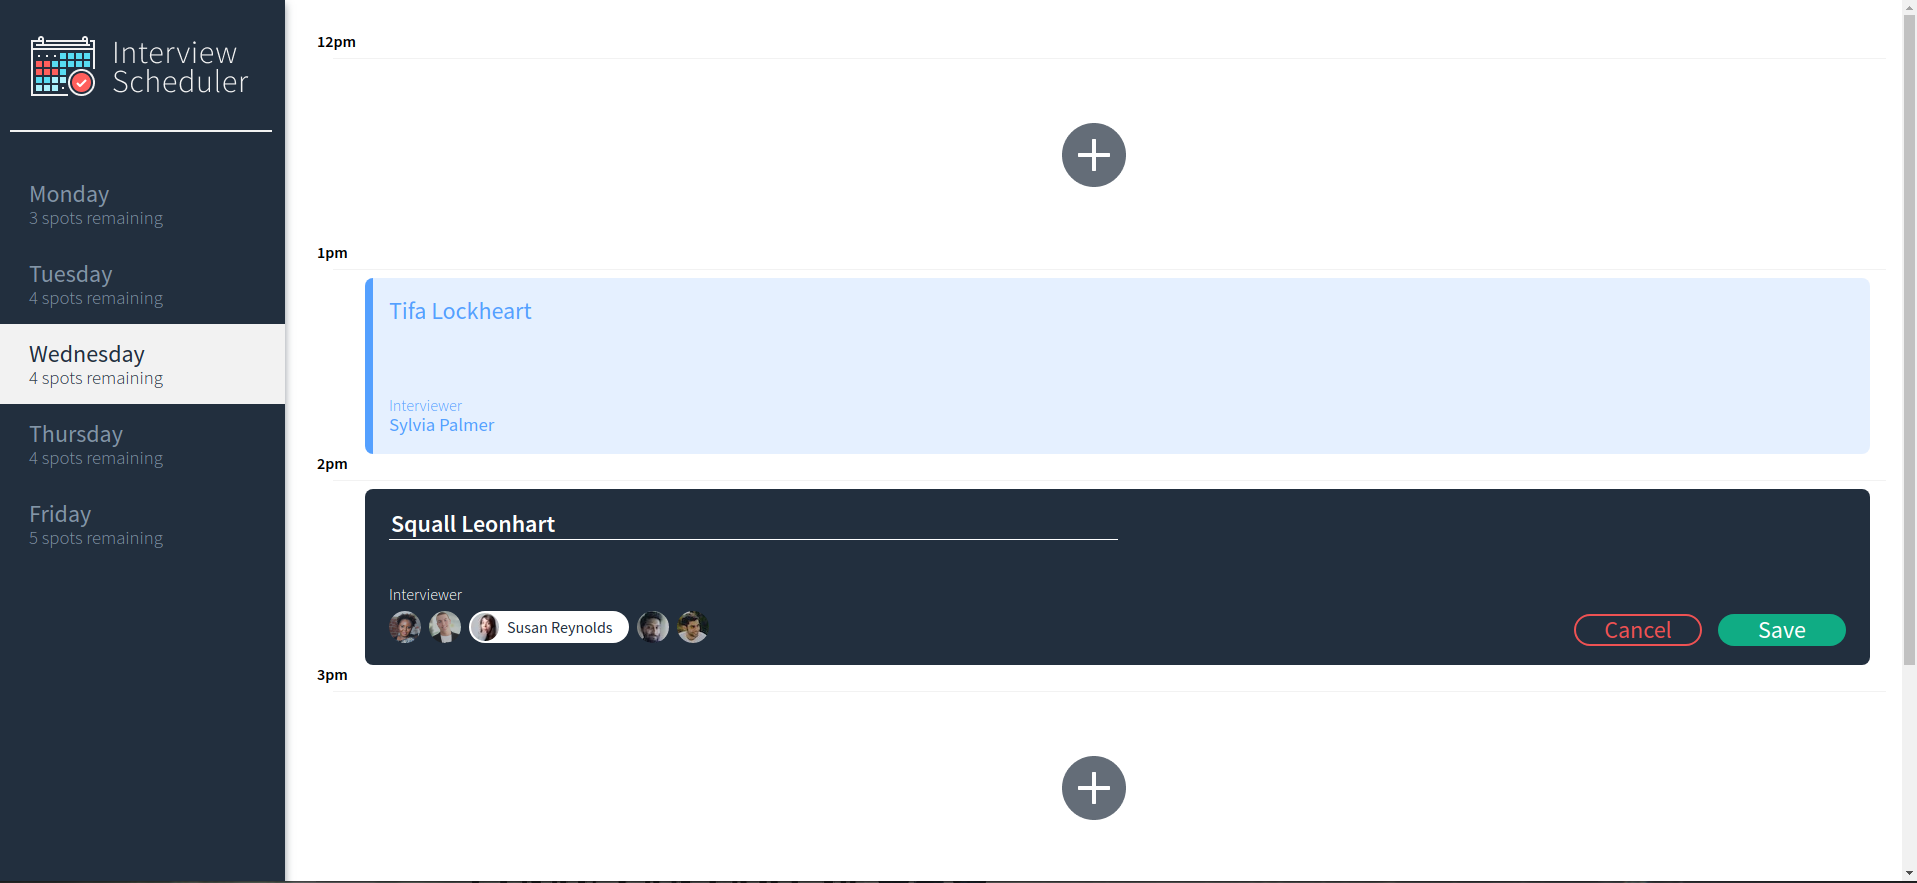 Interview
Scheduler
Monday
3 spots remaining
Tuesday
4 spots remaining
Wednesday
4 spots remaining
Thursday
4 spots remaining
Friday
5 spots remaining
12pm
1pm
Tifa Lockheart
Interviewer
Sylvia Palmer
2pm
Squall Leonhart
Interviewer
Susan Reynolds
Cancel
Save
3pm